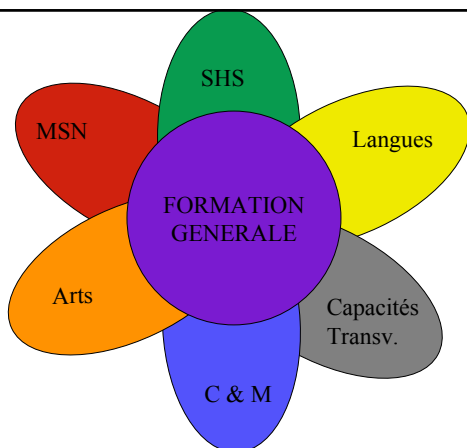 SHS
MSN
Langues
FORMATION
GENERALE
Arts
Capacités
Transv.
C & M